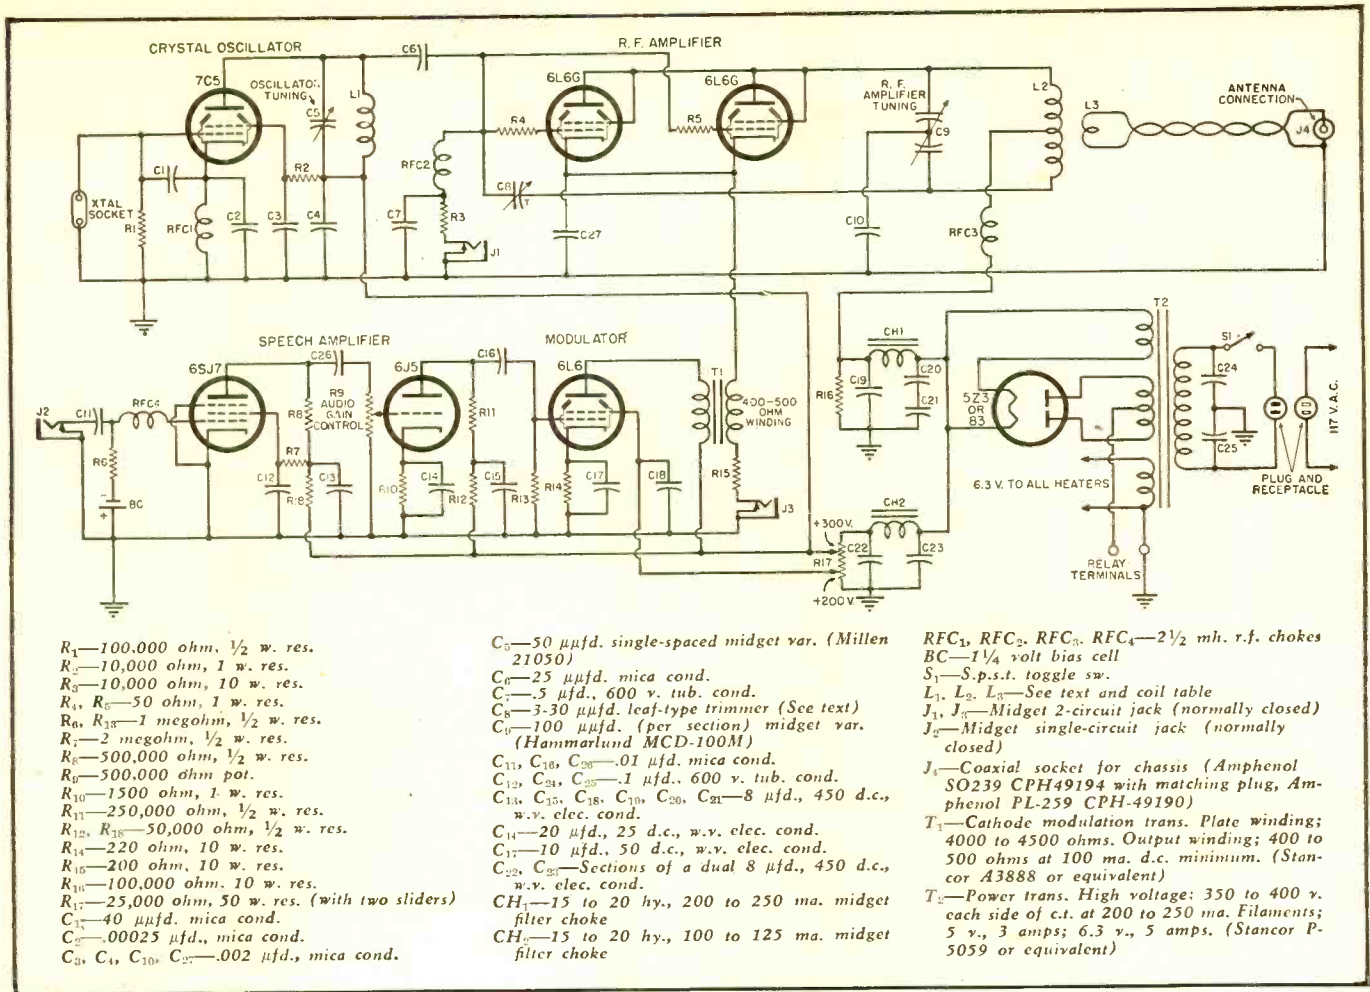 CRYSTAL OSCILLATOR
R.F. AMPLIFIER
7C5
OSCILLATOR
TUNING
C5
L1
C6
6L6G
6L6G
R.F.
AMPLIFIER
TUNING
C9
L2
L3
ANTENNA
CONNECTION
J4
XTAL
SOCKET
C1
R1
RFC1
C2
C3
R2
C4
RFC2
C7
R3
J1
R4
C8
T
C27
R5
C10
RFC3
SPEECH AMPLIFIER
MODULATOR
6SJ7
C26
6J5
C16
6L6
T1
400-500
OHM
WINDING
J2
C11
RFC4
R6
BC
R8
R9
AUDIO
GAIN
CONTROL
R7
C12
R18
C13
R10
C14
R11
R12
C15
R13
R14
C17
C18
R15
J3
R16
C19
CH1
C20
C21
5Z3
OR
83
T2
S1
C24
C25
117 V.A.C.
PLUG AND
RECEPTACLE
6.3 V. TO ALL HEATERS
RELAY
TERMINALS
CH2
+300V.
C22
C23
R17
+200V.
R₁—100,000 ohm, ½ w. res.
R₂—10,000 ohm, 1 w. res.
R₃—10,000 ohm, 10 w. res.
R₄, R₅—50 ohm, 1 w. res.
R₆, R₁₃—1 megohm, ½ w. res.
R₇—2 megohm, ½ w. res.
R₈—500,000 ohm, ½ w. res.
R₉—500,000 ohm pot.
R₁₀—1500 ohm, 1 w. res.
R₁₁—250,000 ohm, ½ w. res.
R₁₂, R₁₈—50,000 ohm, ½ w. res.
R₁₄—220 ohm, 10 w. res.
R₁₅—200 ohm, 10 w. res.
R₁₆—100,000 ohm. 10 w. res.
R₁₇—25,000 ohm, 50 w. res. (with two sliders)
C₁—40 μμfd. mica cond.
C₂—.00025 μfd., mica cond.
C₃, C₄, C₁₀, C₂₇—.002 μfd., mica cond.
C₅—50 μμfd. single-spaced midget var. (Millen
21050)
C₆—25 μμfd. mica cond.
C₇—.5 μfd., 600 v. tub. cond.
C₈—3-30 μμfd. leaf-type trimmer (See text)
C₉—100 μμfd. (per section) midget var.
(Hammarlund MCD-100M)
C₁₁, C₁₆, C₂₆—.01 μfd. mica cond.
C₁₂, C₂₄, C₂₅—.1 μfd., 600 v. tub. cond.
C₁₃, C₁₅, C₁₈, C₁₉, C₂₀, C₂₁—8 μfd., 450 d.c.,
w.v. elec. cond.
C₁₄—20 μfd., 25 d.c., w.v. elec. cond.
C₁₇—10 μfd., 50 d.c., w.v. elec. cond.
C₂₂, C₂₃—Sections of a dual 8 μfd., 450 d.c.,
w.v. elec. cond.
CH₁—15 to 20 hy., 200 to 250 ma. midget
filter choke
CH₂—15 to 20 hy., 100 to 125 ma. midget
filter choke
RFC₁, RFC₂, RFC₃, RFC₄—2½ mh. r.f. chokes
BC—1¼ volt bias cell
S₁—S.p.s.t. toggle sw.
L₁, L₂, L₃—See text and coil table
J₁, J₃—Midget 2-circuit jack (normally closed)
J₂—Midget single-circuit jack (normally
closed)
J₄—Coaxial socket for chassis (Amphenol
SO239 CPH49194 with matching plug, Am-
phenol PL-259 CPH-49190)
T₁—Cathode modulation trans. Plate winding;
4000 to 4500 ohms. Output winding; 400 to
500 ohms at 100 ma. d.c. minimum. (Stan-
cor A3888 or equivalent)
T₂—Power trans. High voltage: 350 to 400 v.
each side of c.t. at 200 to 250 ma. Filaments;
5 v., 3 amps; 6.3 v., 5 amps. (Stancor P-
5059 or equivalent)